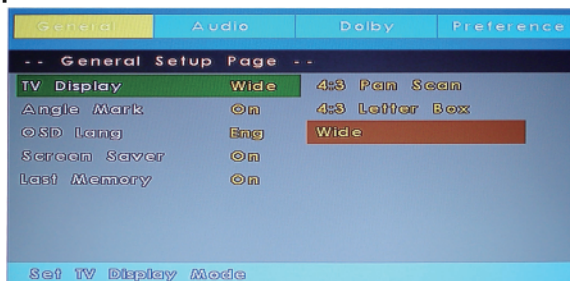 General Audio Dolby Preference
-- General Setup Page --
TV Display Wide 4:3 Pan Scan
Angle Mark On 4:3 Letter Box
OSD Lang Eng Wide
Screen Saver On
Last Memory On
Set TV Display Mode